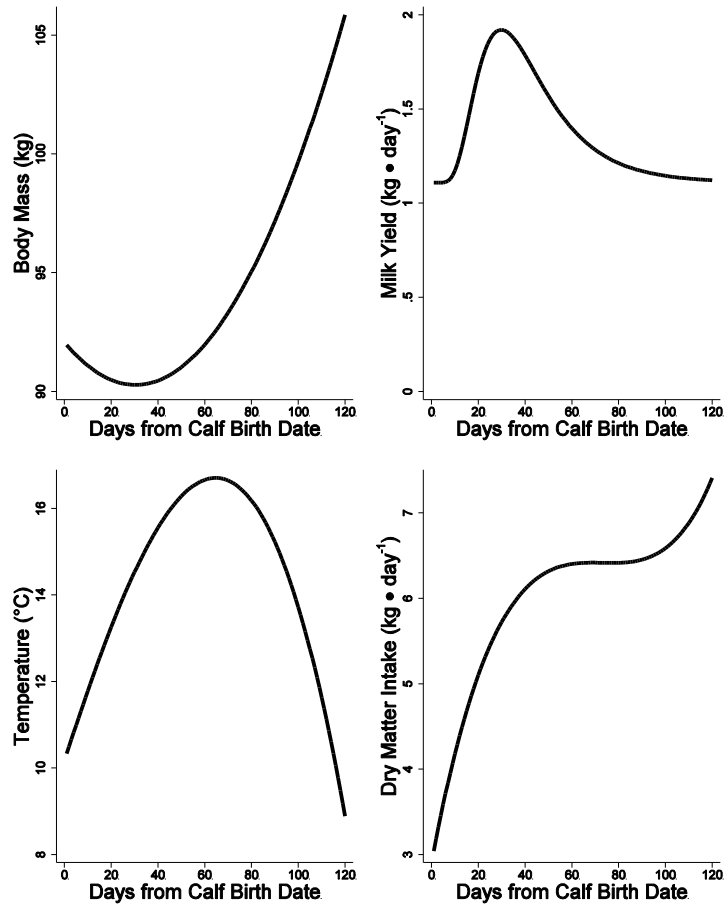 Body Mass (kg)
105
100
95
90
0 20 40 60 80 100 120
Days from Calf Birth Date
Milk Yield (kg ● day⁻¹)
2
1.5
1
.5
0
0 20 40 60 80 100 120
Days from Calf Birth Date
Temperature (°C)
16
14
12
10
8
0 20 40 60 80 100 120
Days from Calf Birth Date
Dry Matter Intake (kg ● day⁻¹)
7
6
5
4
3
0 20 40 60 80 100 120
Days from Calf Birth Date